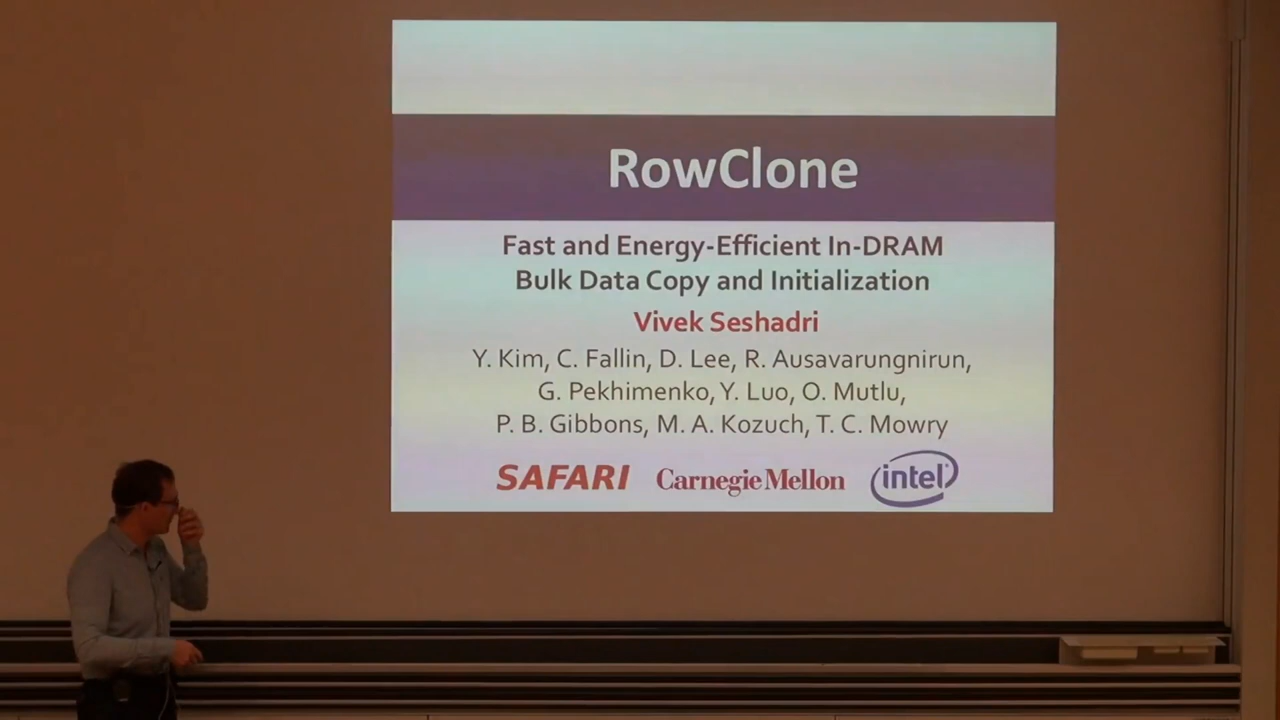 RowClone
Fast and Energy-Efficient In-DRAM
Bulk Data Copy and Initialization
Vivek Seshadri
Y. Kim, C. Fallin, D. Lee, R. Ausavarungnirun,
G. Pekhimenko, Y. Luo, O. Mutlu,
P. B. Gibbons, M. A. Kozuch, T. C. Mowry
SAFARI Carnegie Mellon intel